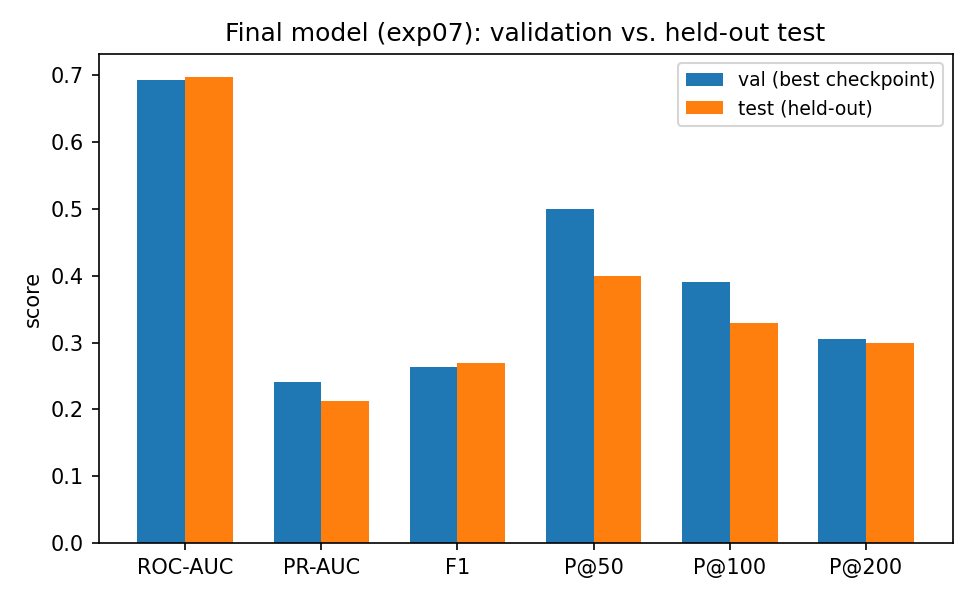 Final model (exp07): validation vs. held-out test
val (best checkpoint)
test (held-out)
score
0.7
0.6
0.5
0.4
0.3
0.2
0.1
0.0
ROC-AUC PR-AUC F1 P@50 P@100 P@200